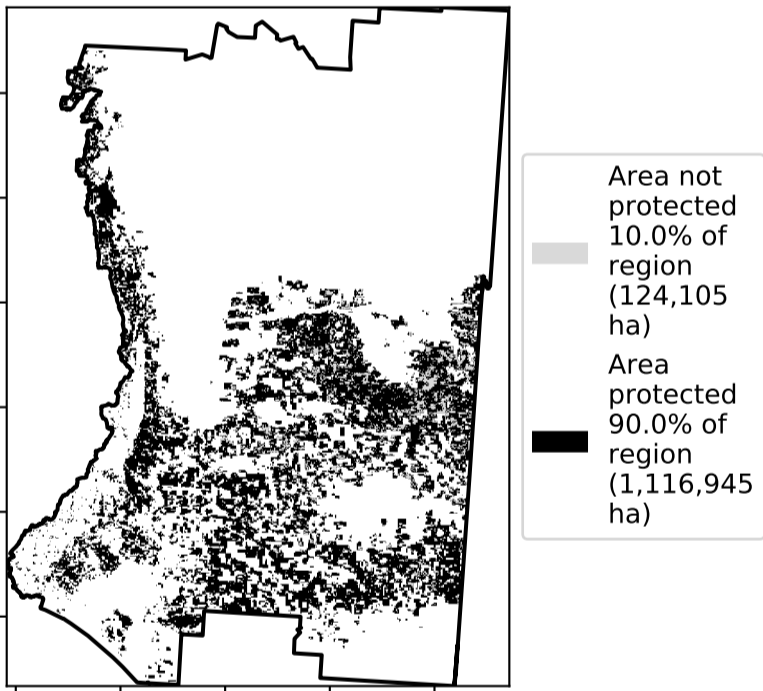 Area not
protected
10.0% of
region
(124,105
ha)
Area
protected
90.0% of
region
(1,116,945
ha)